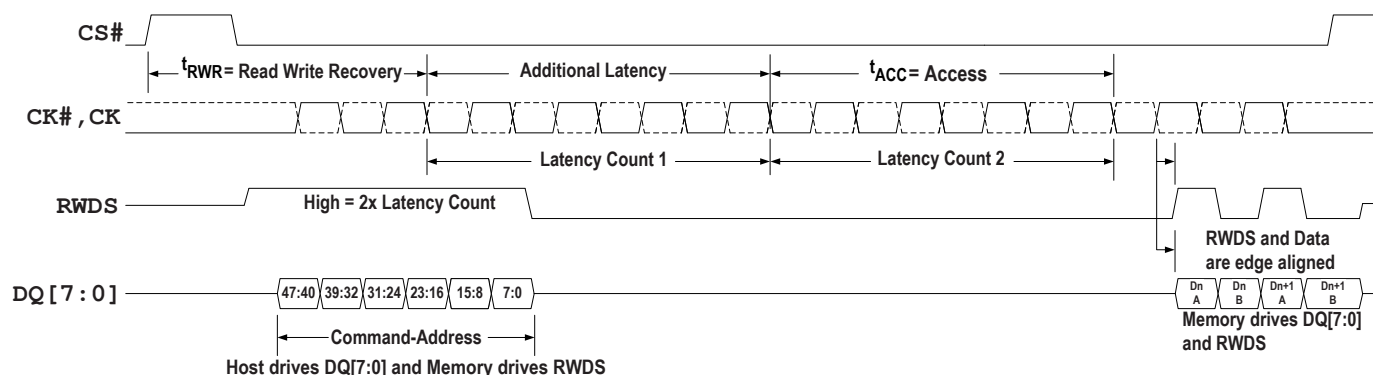 CS#
tRWR= Read Write Recovery
Additional Latency
tACC= Access
CK#,CK
Latency Count 1
Latency Count 2
RWDS
High = 2x Latency Count
RWDS and Data
are edge aligned
DQ[7:0]
47:40 39:32 31:24 23:16 15:8 7:0
Dn Dn Dn+1 Dn+1
A B A B
Command-Address
Memory drives DQ[7:0]
and RWDS
Host drives DQ[7:0] and Memory drives RWDS